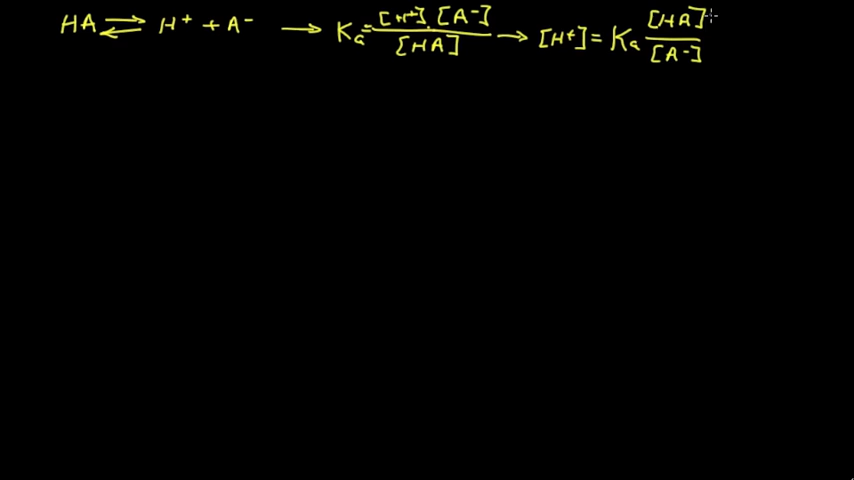 HA ⇌ H⁺ + A⁻ → Kₐ = [H⁺].[A⁻] / [HA] → [H⁺] = Kₐ [HA] / [A⁻]